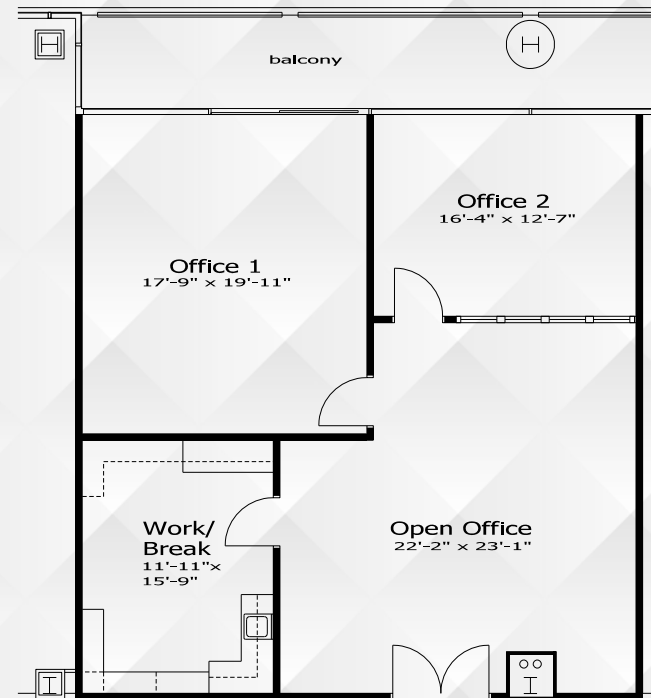 balcony
Office 2
16'-4" x 12'-7"
Office 1
17'-9" x 19'-11"
Work/
Break
11'-11"x
15'-9"
Open Office
22'-2" x 23'-1"